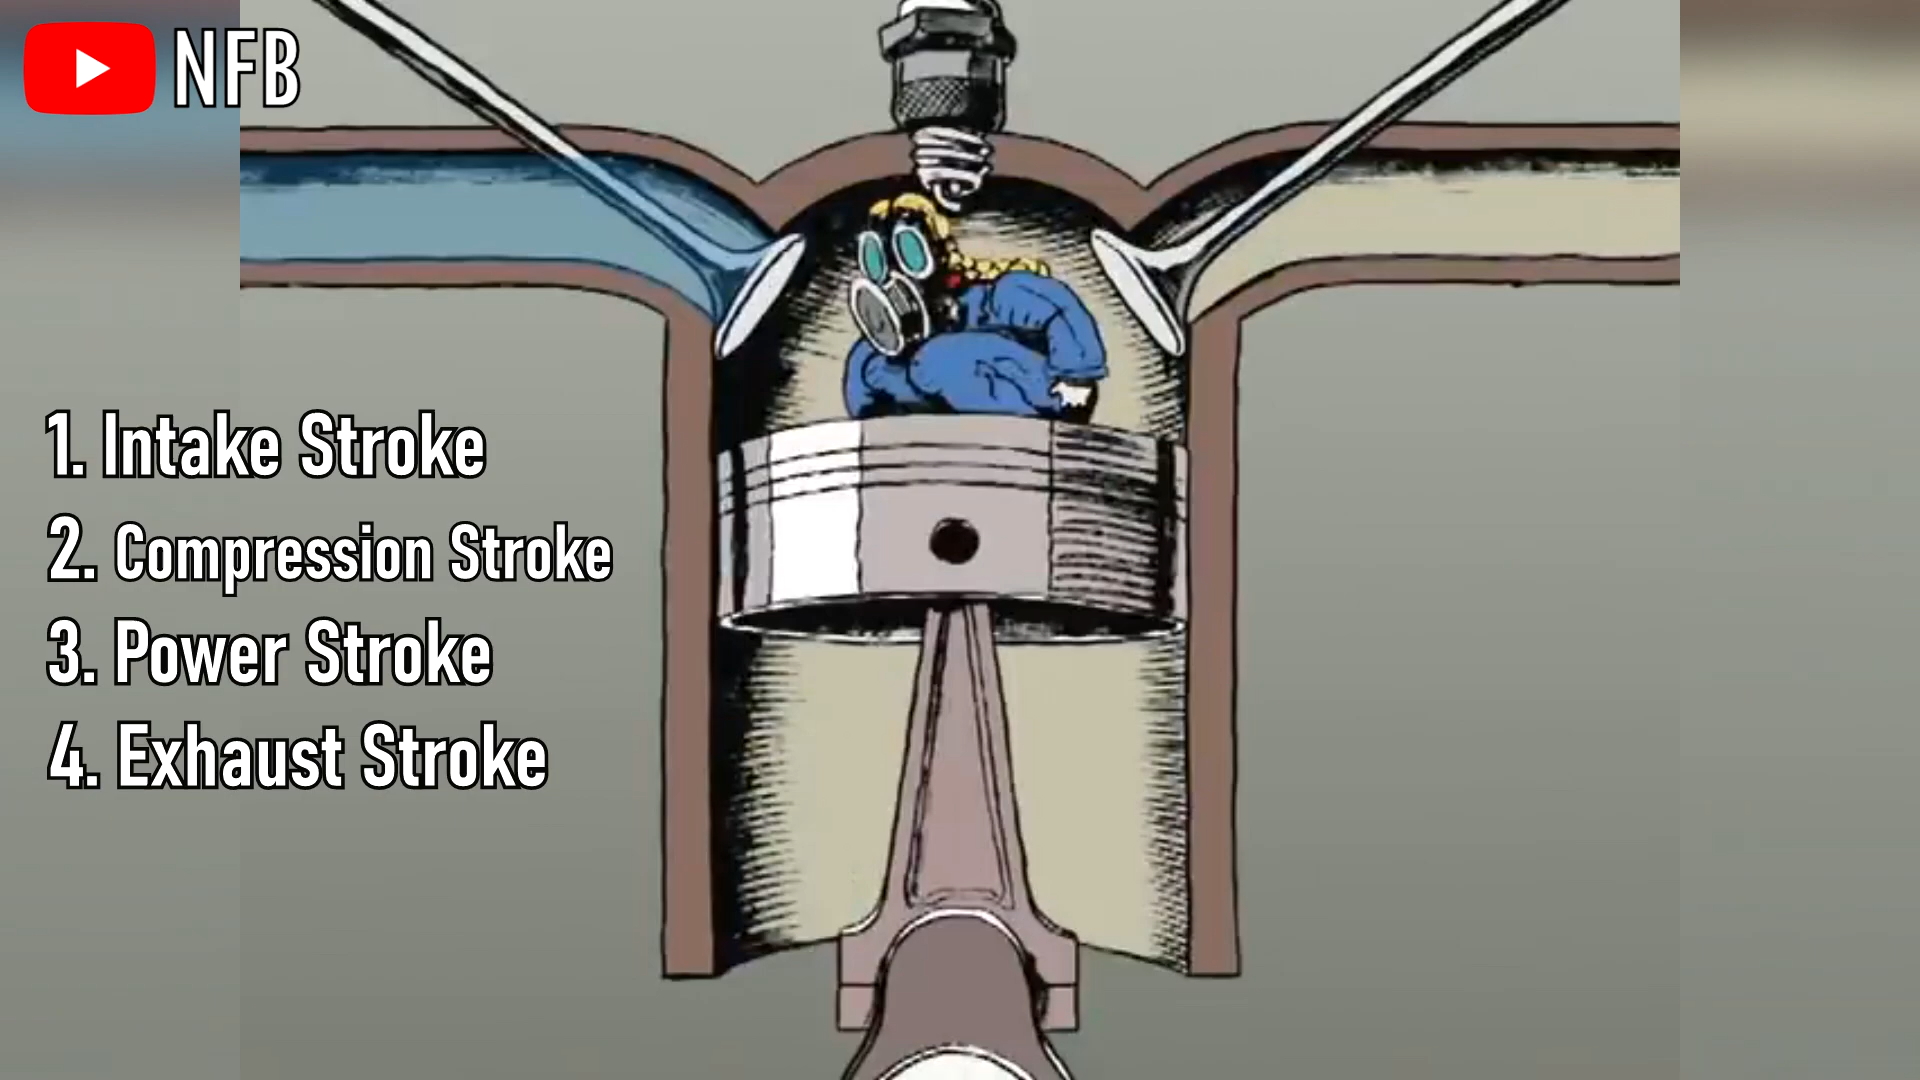 NFB
1. Intake Stroke
2. Compression Stroke
3. Power Stroke
4. Exhaust Stroke